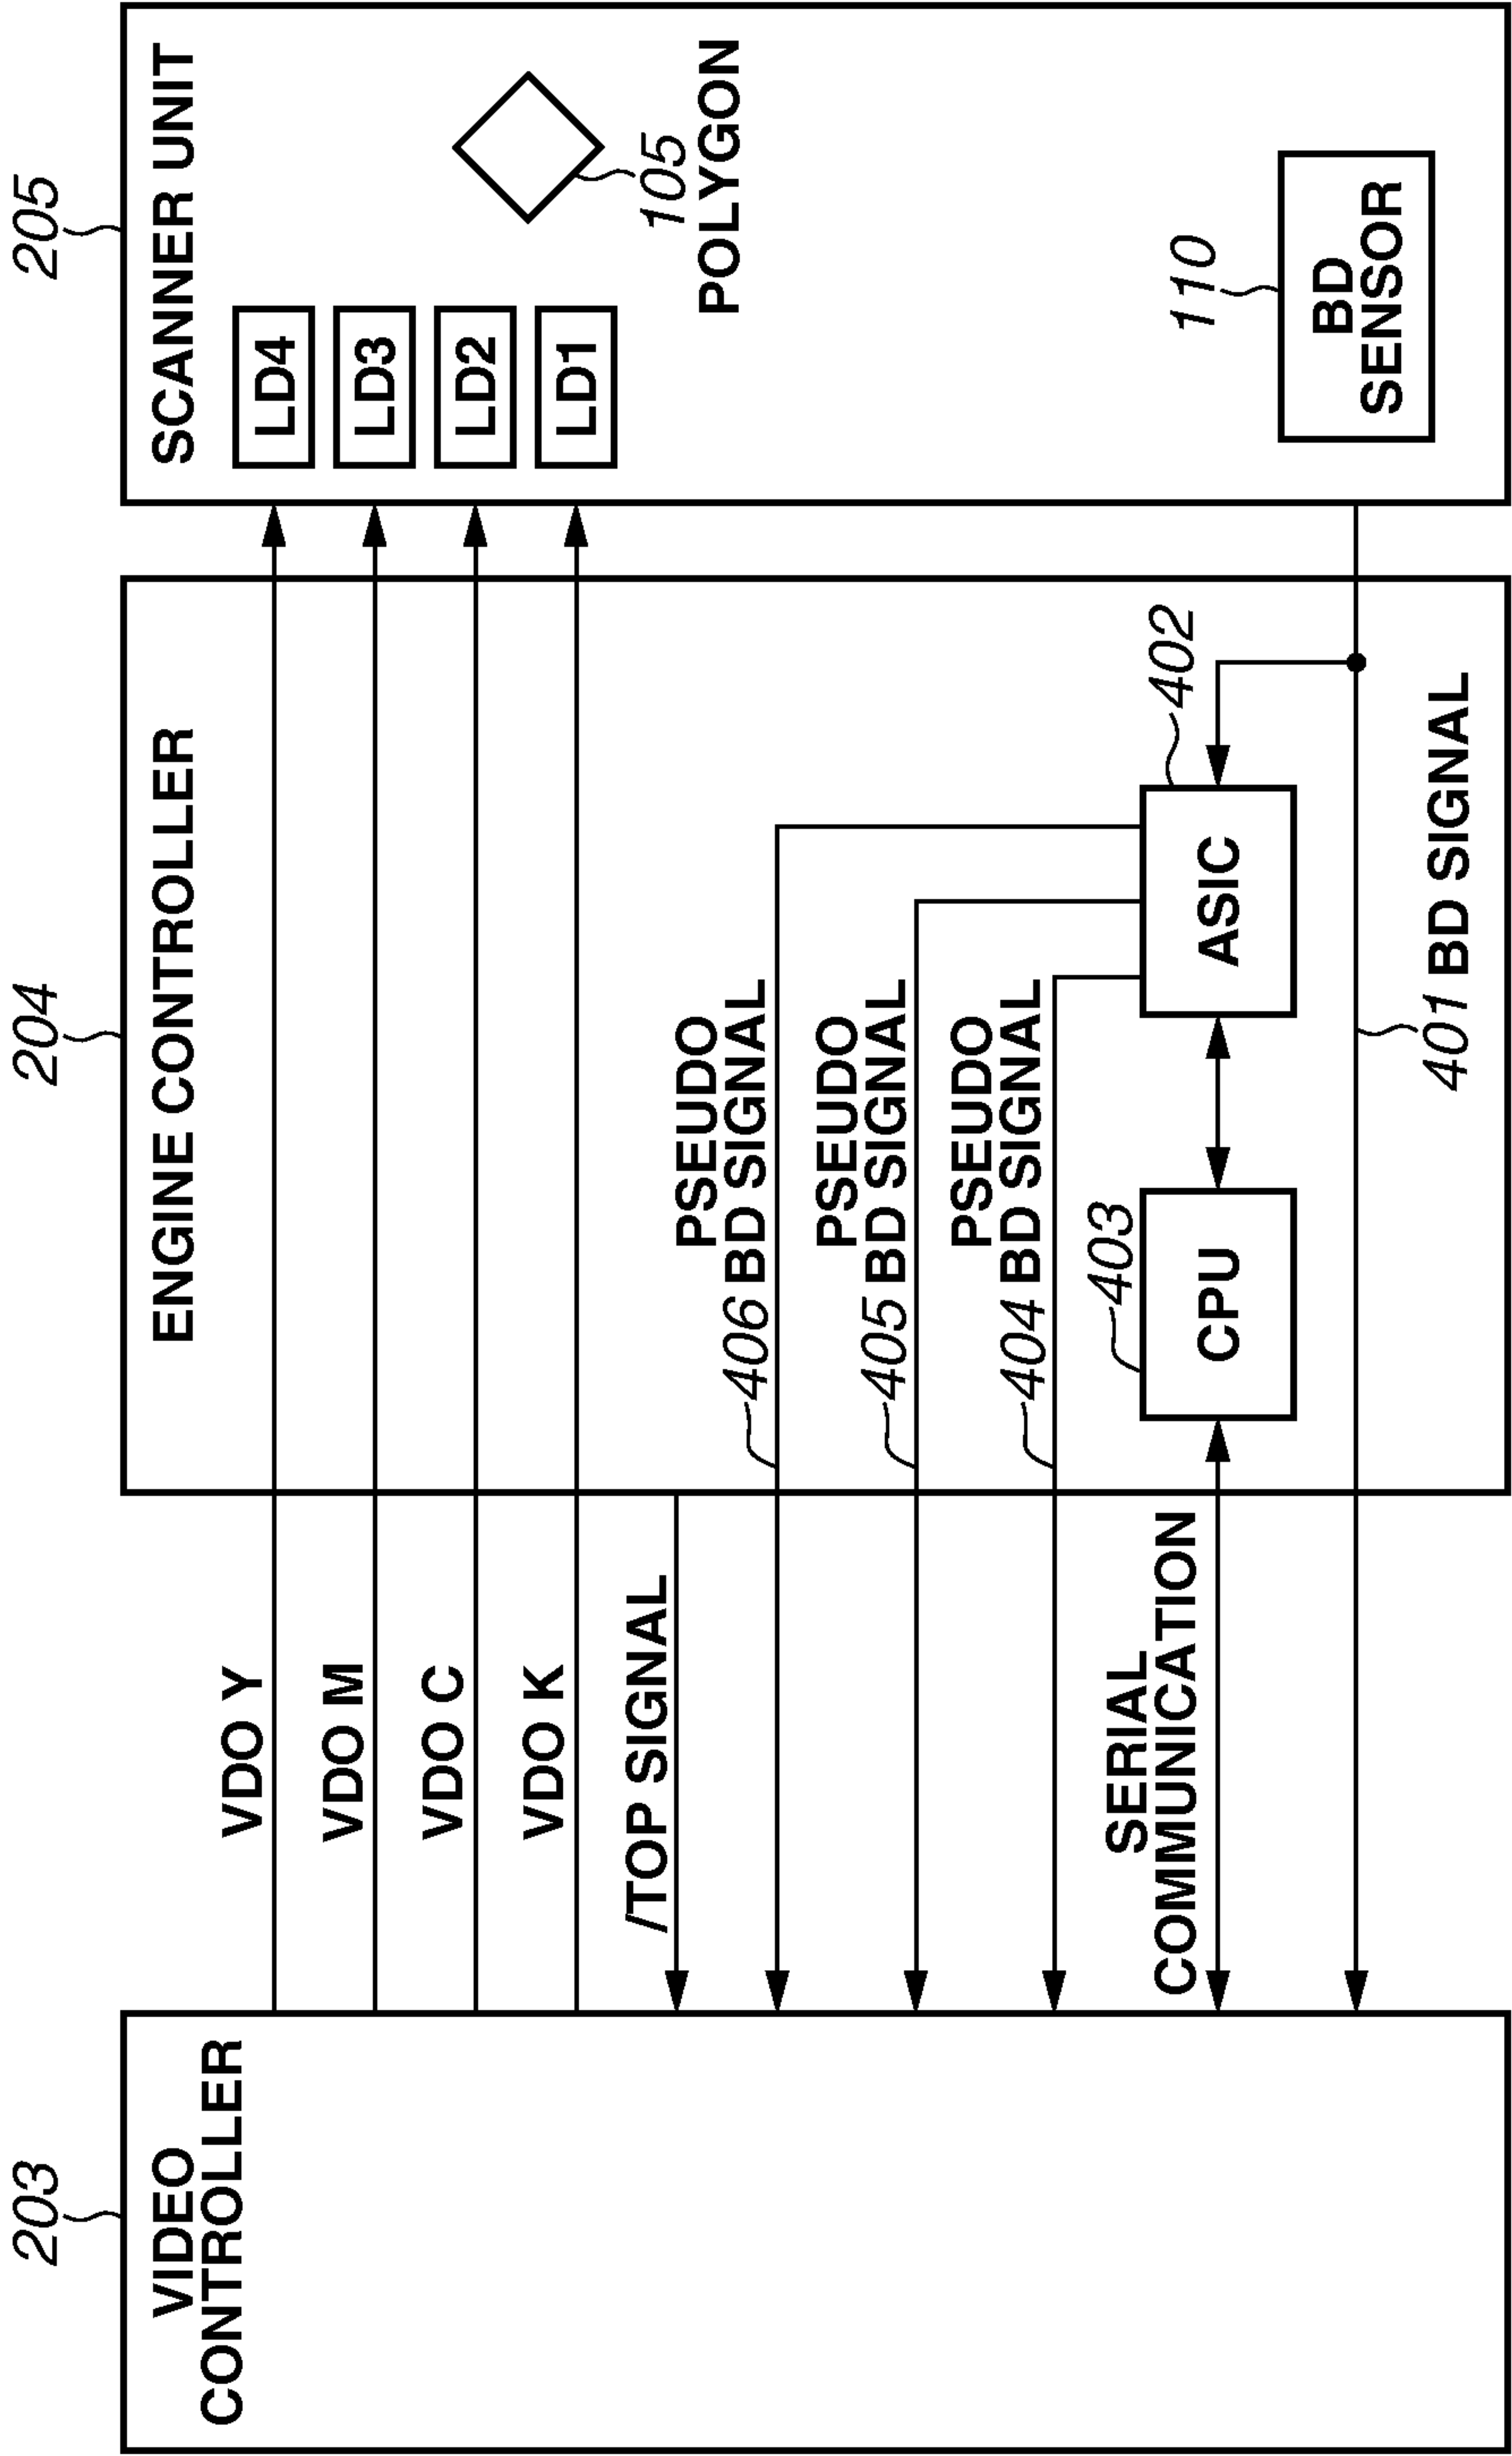 203
VIDEO
CONTROLLER
VDO Y
VDO M
VDO C
VDO K
/TOP SIGNAL
SERIAL
COMMUNICATION
204
ENGINE CONTROLLER
PSEUDO
406 BD SIGNAL
PSEUDO
405 BD SIGNAL
PSEUDO
404 BD SIGNAL
403
CPU
402
ASIC
401 BD SIGNAL
205
SCANNER UNIT
LD4
LD3
LD2
LD1
105
POLYGON
110
BD
SENSOR